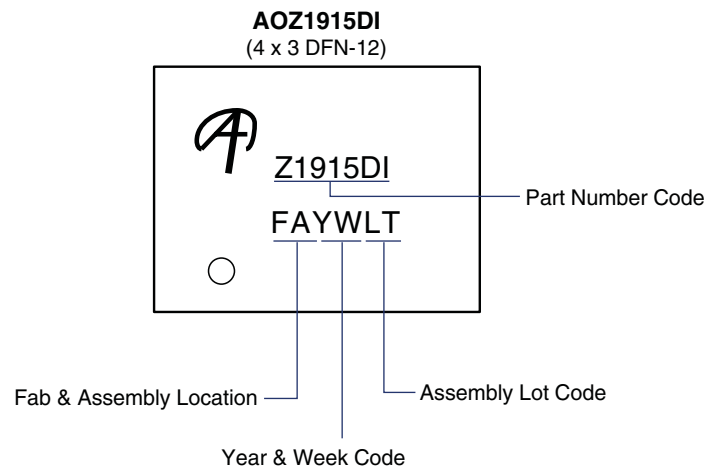 AOZ1915DI
(4 x 3 DFN-12)
Z1915DI
Part Number Code
FAYWLT
Fab & Assembly Location
Assembly Lot Code
Year & Week Code